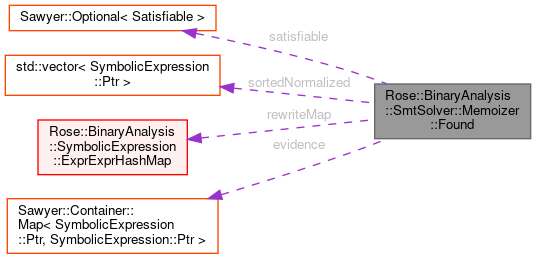 Sawyer::Optional< Satisfiable >
satisfiable
std::vector< SymbolicExpression
::Ptr >
sortedNormalized
Rose::BinaryAnalysis
::SmtSolver::Memoizer
::Found
rewriteMap
Rose::BinaryAnalysis
::SymbolicExpression
::ExprExprHashMap
evidence
Sawyer::Container::
Map< SymbolicExpression
::Ptr, SymbolicExpression::Ptr >